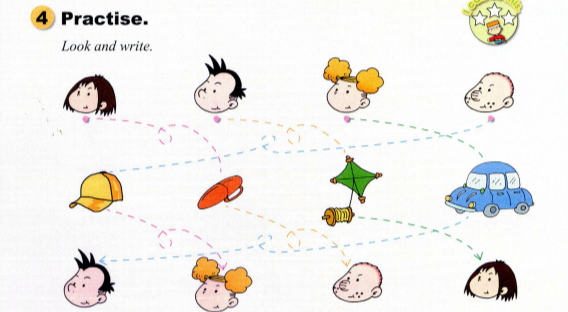 4 Practise.
Look and write.